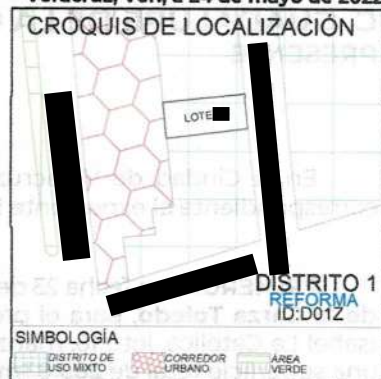 Veracruz, Ver., a 24 de mayo de 2022
CROQUIS DE LOCALIZACIÓN
LOTE
DISTRITO 1
REFORMA
ID:D01Z
SIMBOLOGÍA
DISTRITO DE USO MIXTO
CORREDOR URBANO
ÁREA VERDE